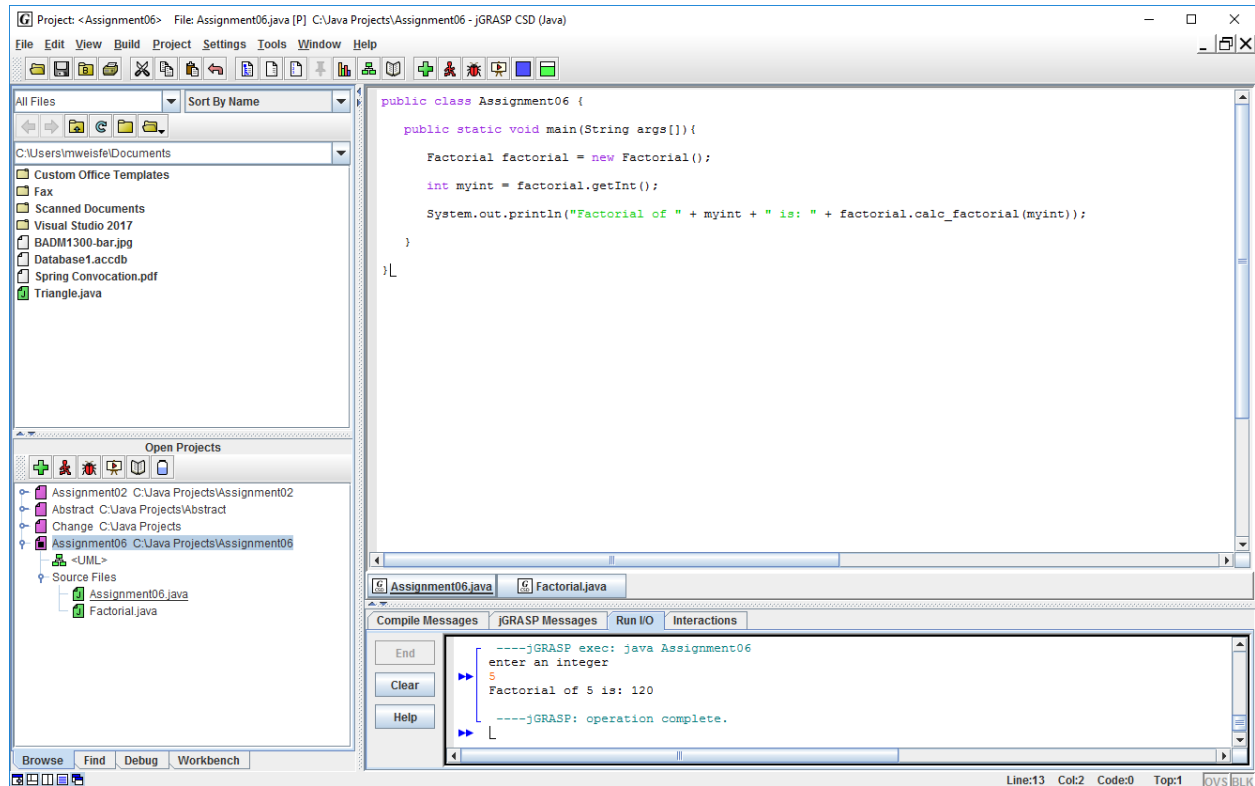 Project: <Assignment06>   File: Assignment06.java [P]  C:\Java Projects\Assignment06 - jGRASP CSD (Java)
File Edit View Build Project Settings Tools Window Help
All Files
Sort By Name
C:\Users\mweisfe\Documents
Custom Office Templates
Fax
Scanned Documents
Visual Studio 2017
BADM1300-bar.jpg
Database1.accdb
Spring Convocation.pdf
Triangle.java
Open Projects
Assignment02  C:\Java Projects\Assignment02
Abstract  C:\Java Projects\Abstract
Change  C:\Java Projects
Assignment06  C:\Java Projects\Assignment06
<UML>
Source Files
Assignment06.java
Factorial.java
Browse Find Debug Workbench
public class Assignment06 {
public static void main(String args[]){
Factorial factorial = new Factorial();
int myint = factorial.getInt();
System.out.println("Factorial of " + myint + " is: " + factorial.calc_factorial(myint));
}
}
Assignment06.java Factorial.java
Compile Messages jGRASP Messages Run I/O Interactions
End
Clear
Help
----jGRASP exec: java Assignment06
enter an integer
5
Factorial of 5 is: 120
----jGRASP: operation complete.
Line:13 Col:2 Code:0 Top:1 OVS BLK